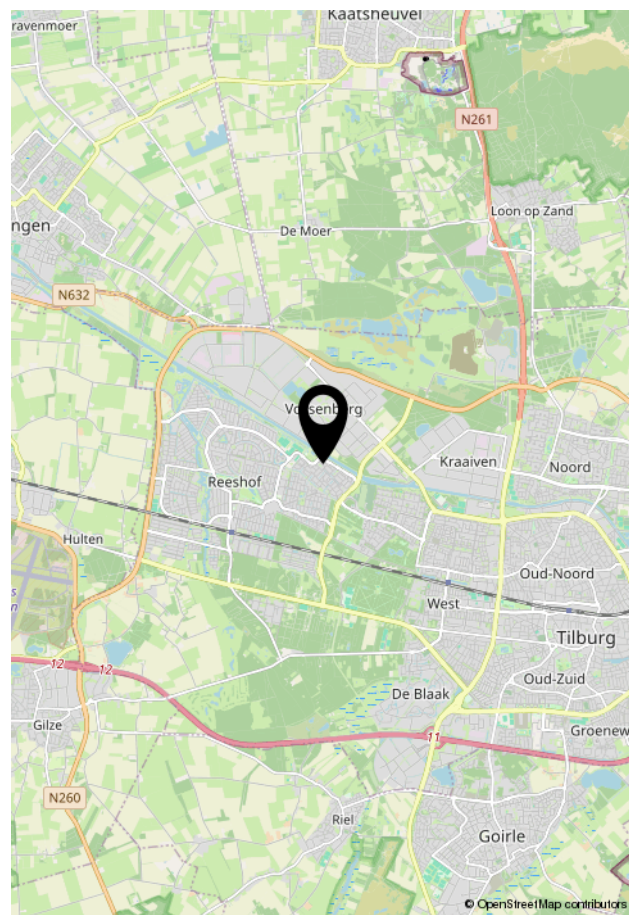 Kaatsheuvel
ravenmoer
N261
Loon op Zand
ngen
De Moer
N632
Vossenberg
Kraaiven
Noord
Reeshof
Hulten
Oud-Noord
West
Tilburg
12
12
Oud-Zuid
De Blaak
Gilze
11
Groenew
N260
Riel
Goirle
© OpenStreetMap contributors